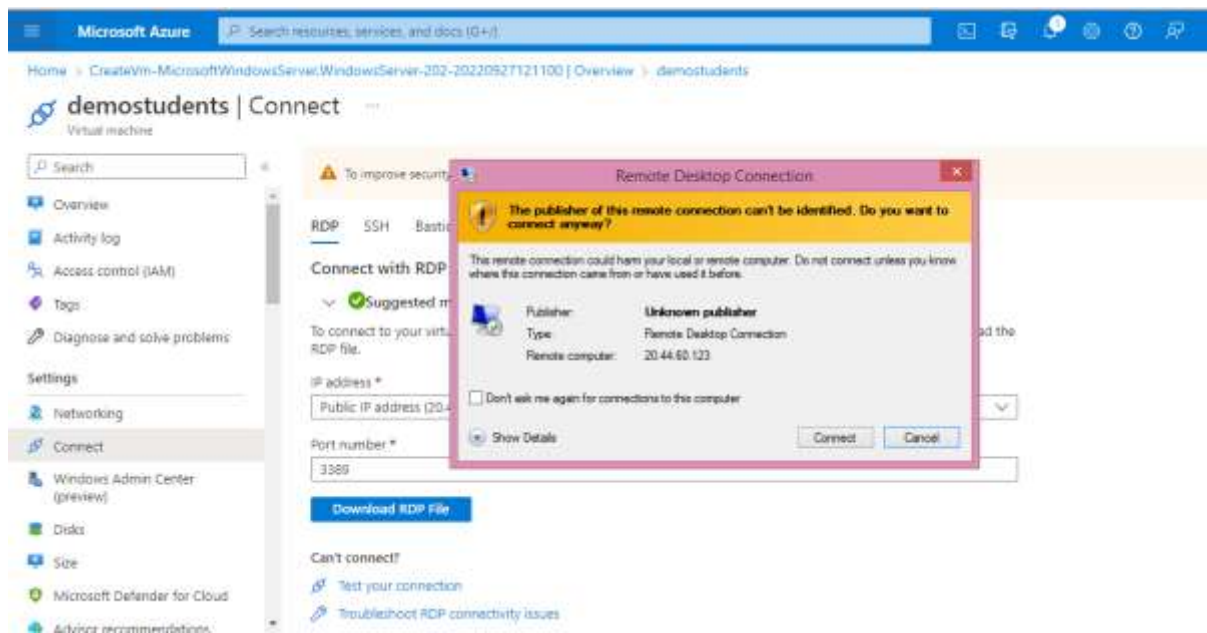 Microsoft Azure
Search resources, services, and docs (G+/)
Home > CreateVm-MicrosoftWindowsServer.WindowsServer-202-20220927121100 | Overview > demostudents
demostudents | Connect ...
Virtual machine
Search
Overview
Activity log
Access control (IAM)
Tags
Diagnose and solve problems
Settings
Networking
Connect
Windows Admin Center
(preview)
Disks
Size
Microsoft Defender for Cloud
Advisor recommendations
To improve security
RDP SSH
Connect with RDP
Suggested
To connect to your
ad the
RDP file.
IP address *
Public IP address (20.4
Port number *
3389
Download RDP File
Can't connect?
Test your connection
Troubleshoot RDP connectivity issues
Remote Desktop Connection
The publisher of this remote connection can't be identified. Do you want to
connect anyway?
This remote connection could harm your local or remote computer. Do not connect unless you know
where this connection came from or have used it before.
Publisher: Unknown publisher
Type: Remote Desktop Connection
Remote computer: 20.44.60.123
Don't ask me again for connections to this computer
Show Details
Connect
Cancel